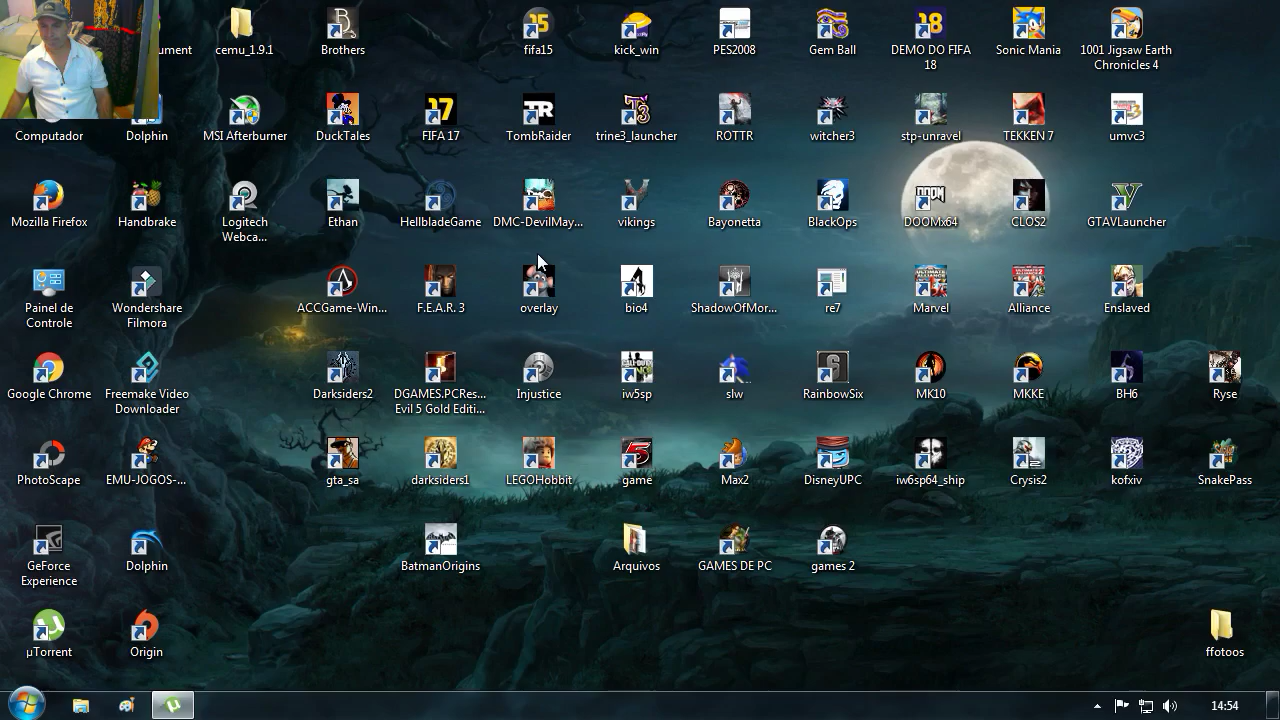 ument
cemu_1.9.1
Brothers
fifa15
kick_win
PES2008
Gem Ball
DEMO DO FIFA
18
Sonic Mania
1001 Jigsaw Earth
Chronicles 4
Computador
Dolphin
MSI Afterburner
DuckTales
FIFA 17
TombRaider
trine3_launcher
ROTTR
witcher3
stp-unravel
TEKKEN 7
umvc3
Mozilla Firefox
Handbrake
Logitech
Webca...
Ethan
HellbladeGame
DMC-DevilMay...
vikings
Bayonetta
BlackOps
DOOMx64
CLOS2
GTAVLauncher
Painel de
Controle
Wondershare
Filmora
ACCGame-Win...
F.E.A.R. 3
overlay
bio4
ShadowOfMor...
re7
Marvel
Alliance
Enslaved
Google Chrome
Freemake Video
Downloader
Darksiders2
DGAMES.PCRes...
Evil 5 Gold Editi...
Injustice
iw5sp
slw
RainbowSix
MK10
MKKE
BH6
Ryse
PhotoScape
EMU-JOGOS-...
gta_sa
darksiders1
LEGOHobbit
game
Max2
DisneyUPC
iw6sp64_ship
Crysis2
kofxiv
SnakePass
GeForce
Experience
Dolphin
BatmanOrigins
Arquivos
GAMES DE PC
games 2
µTorrent
Origin
ffotoos
14:54